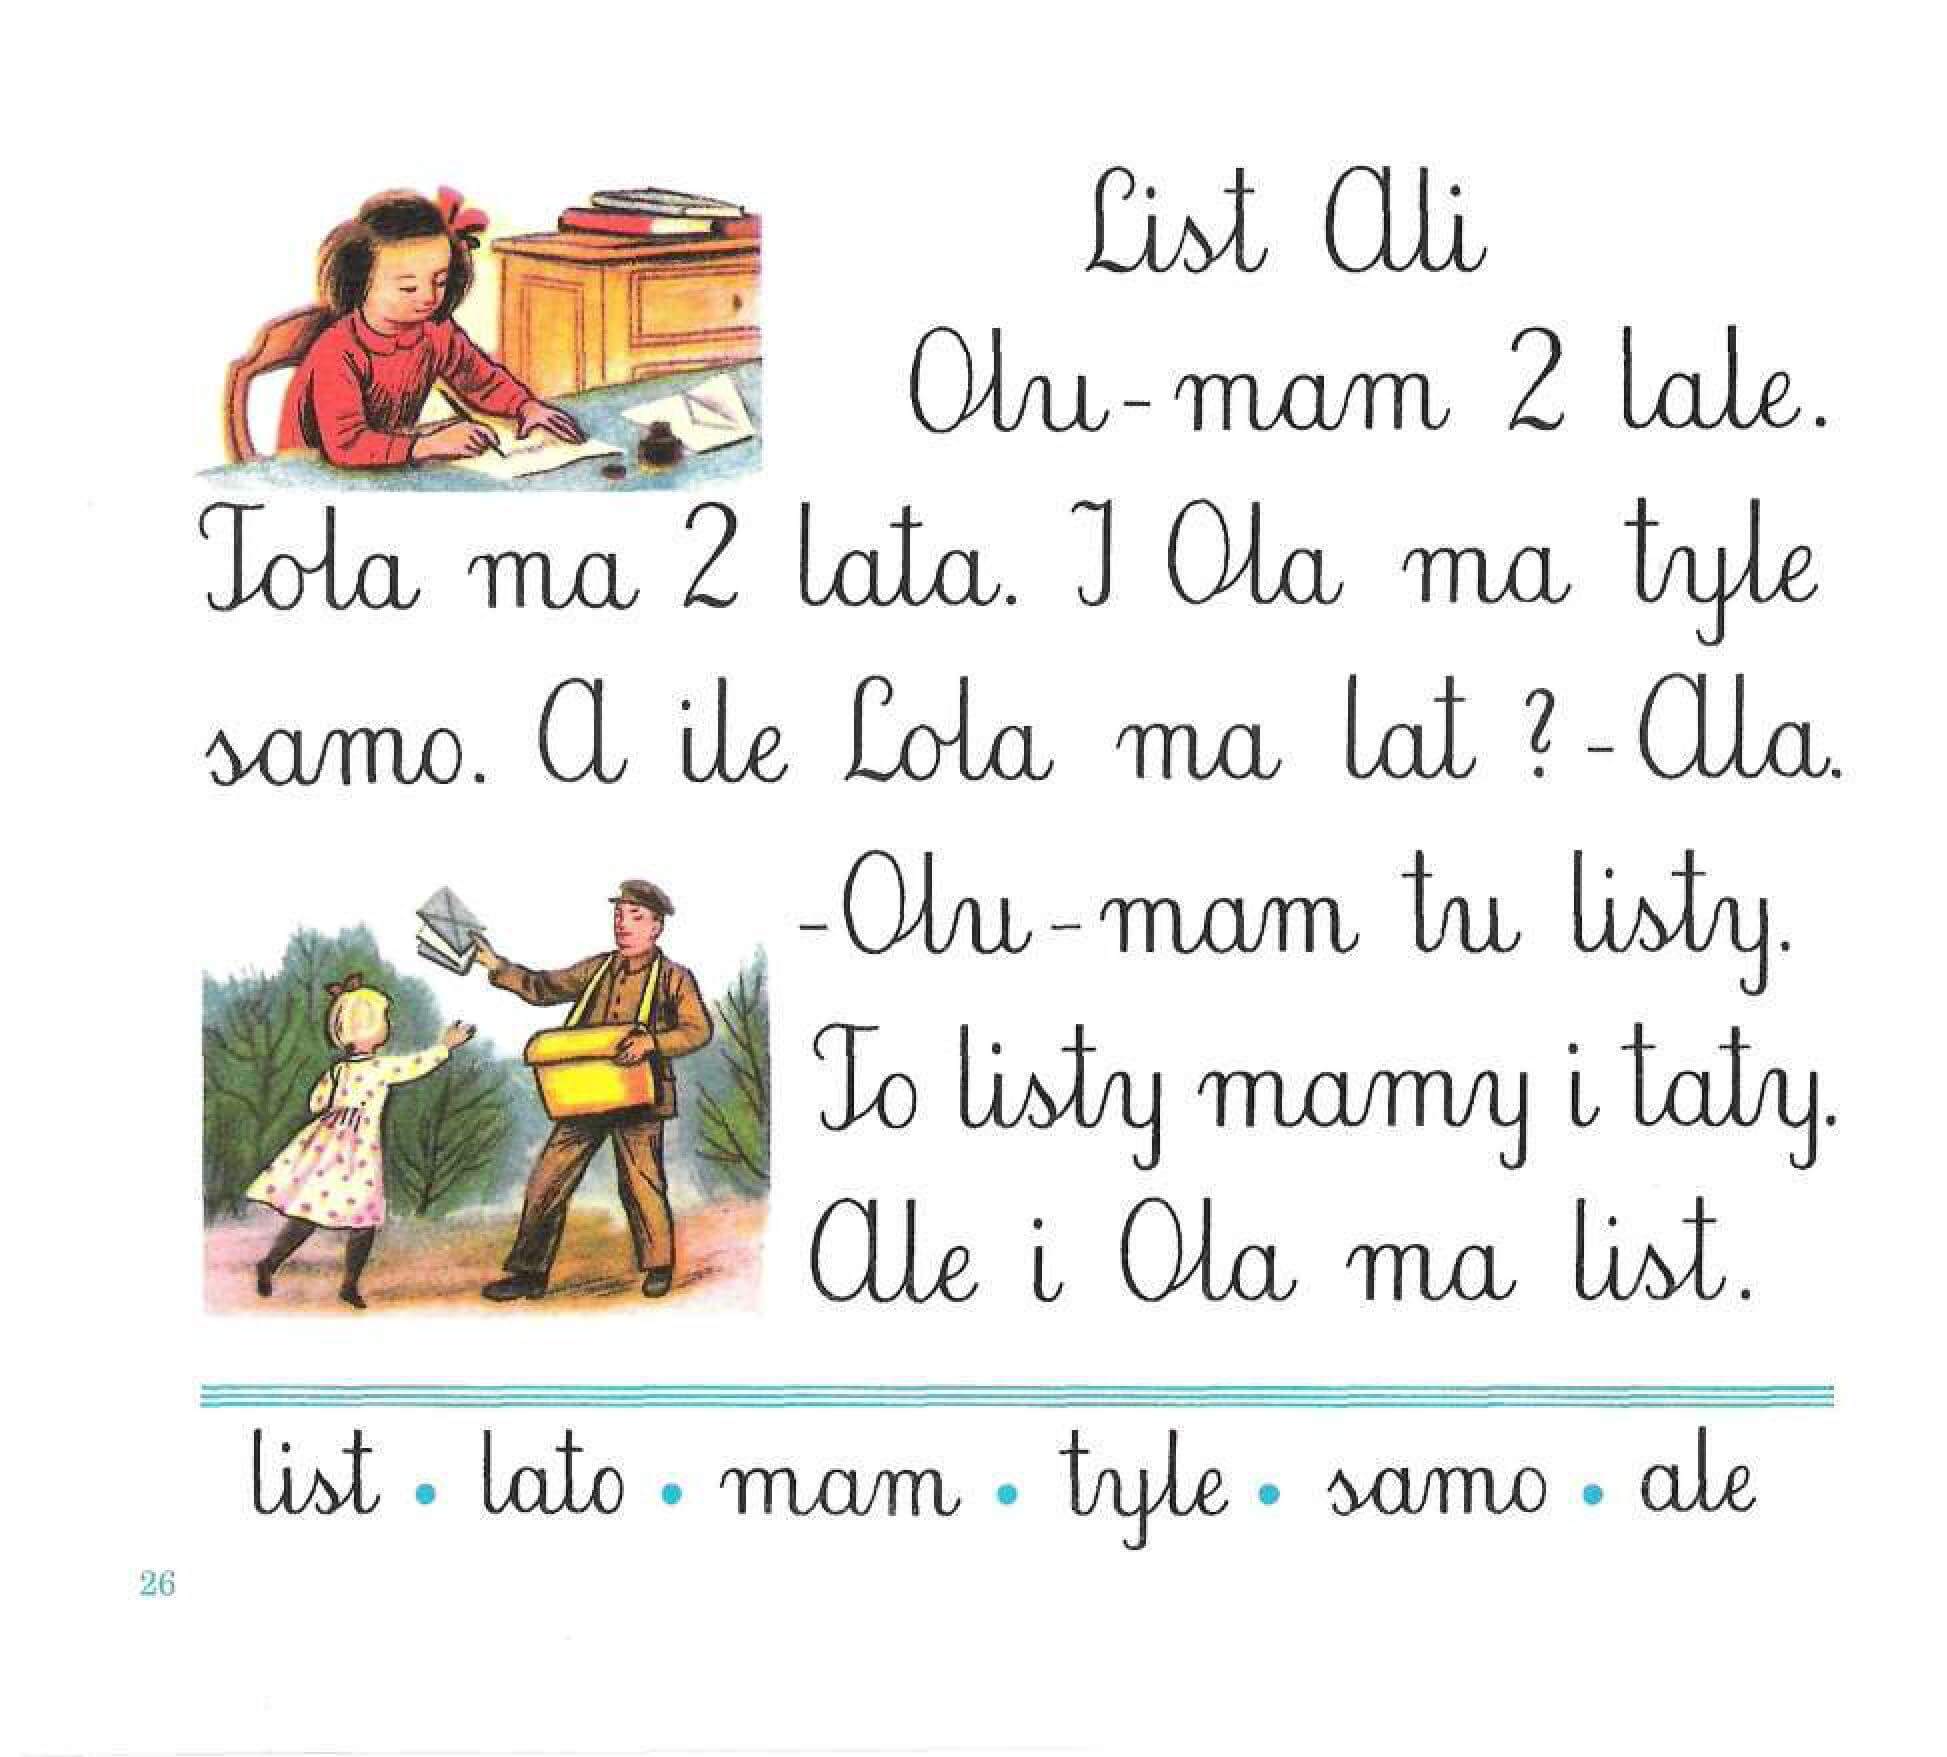 List Ali
Olu - mam 2 lale.
Tola ma 2 lata. I Ola ma tyle
samo. A ile Lola ma lat ? - Ala.
- Olu - mam tu listy.
To listy mamy i taty.
Ale i Ola ma list.
list • lato • mam • tyle • samo • ale
26